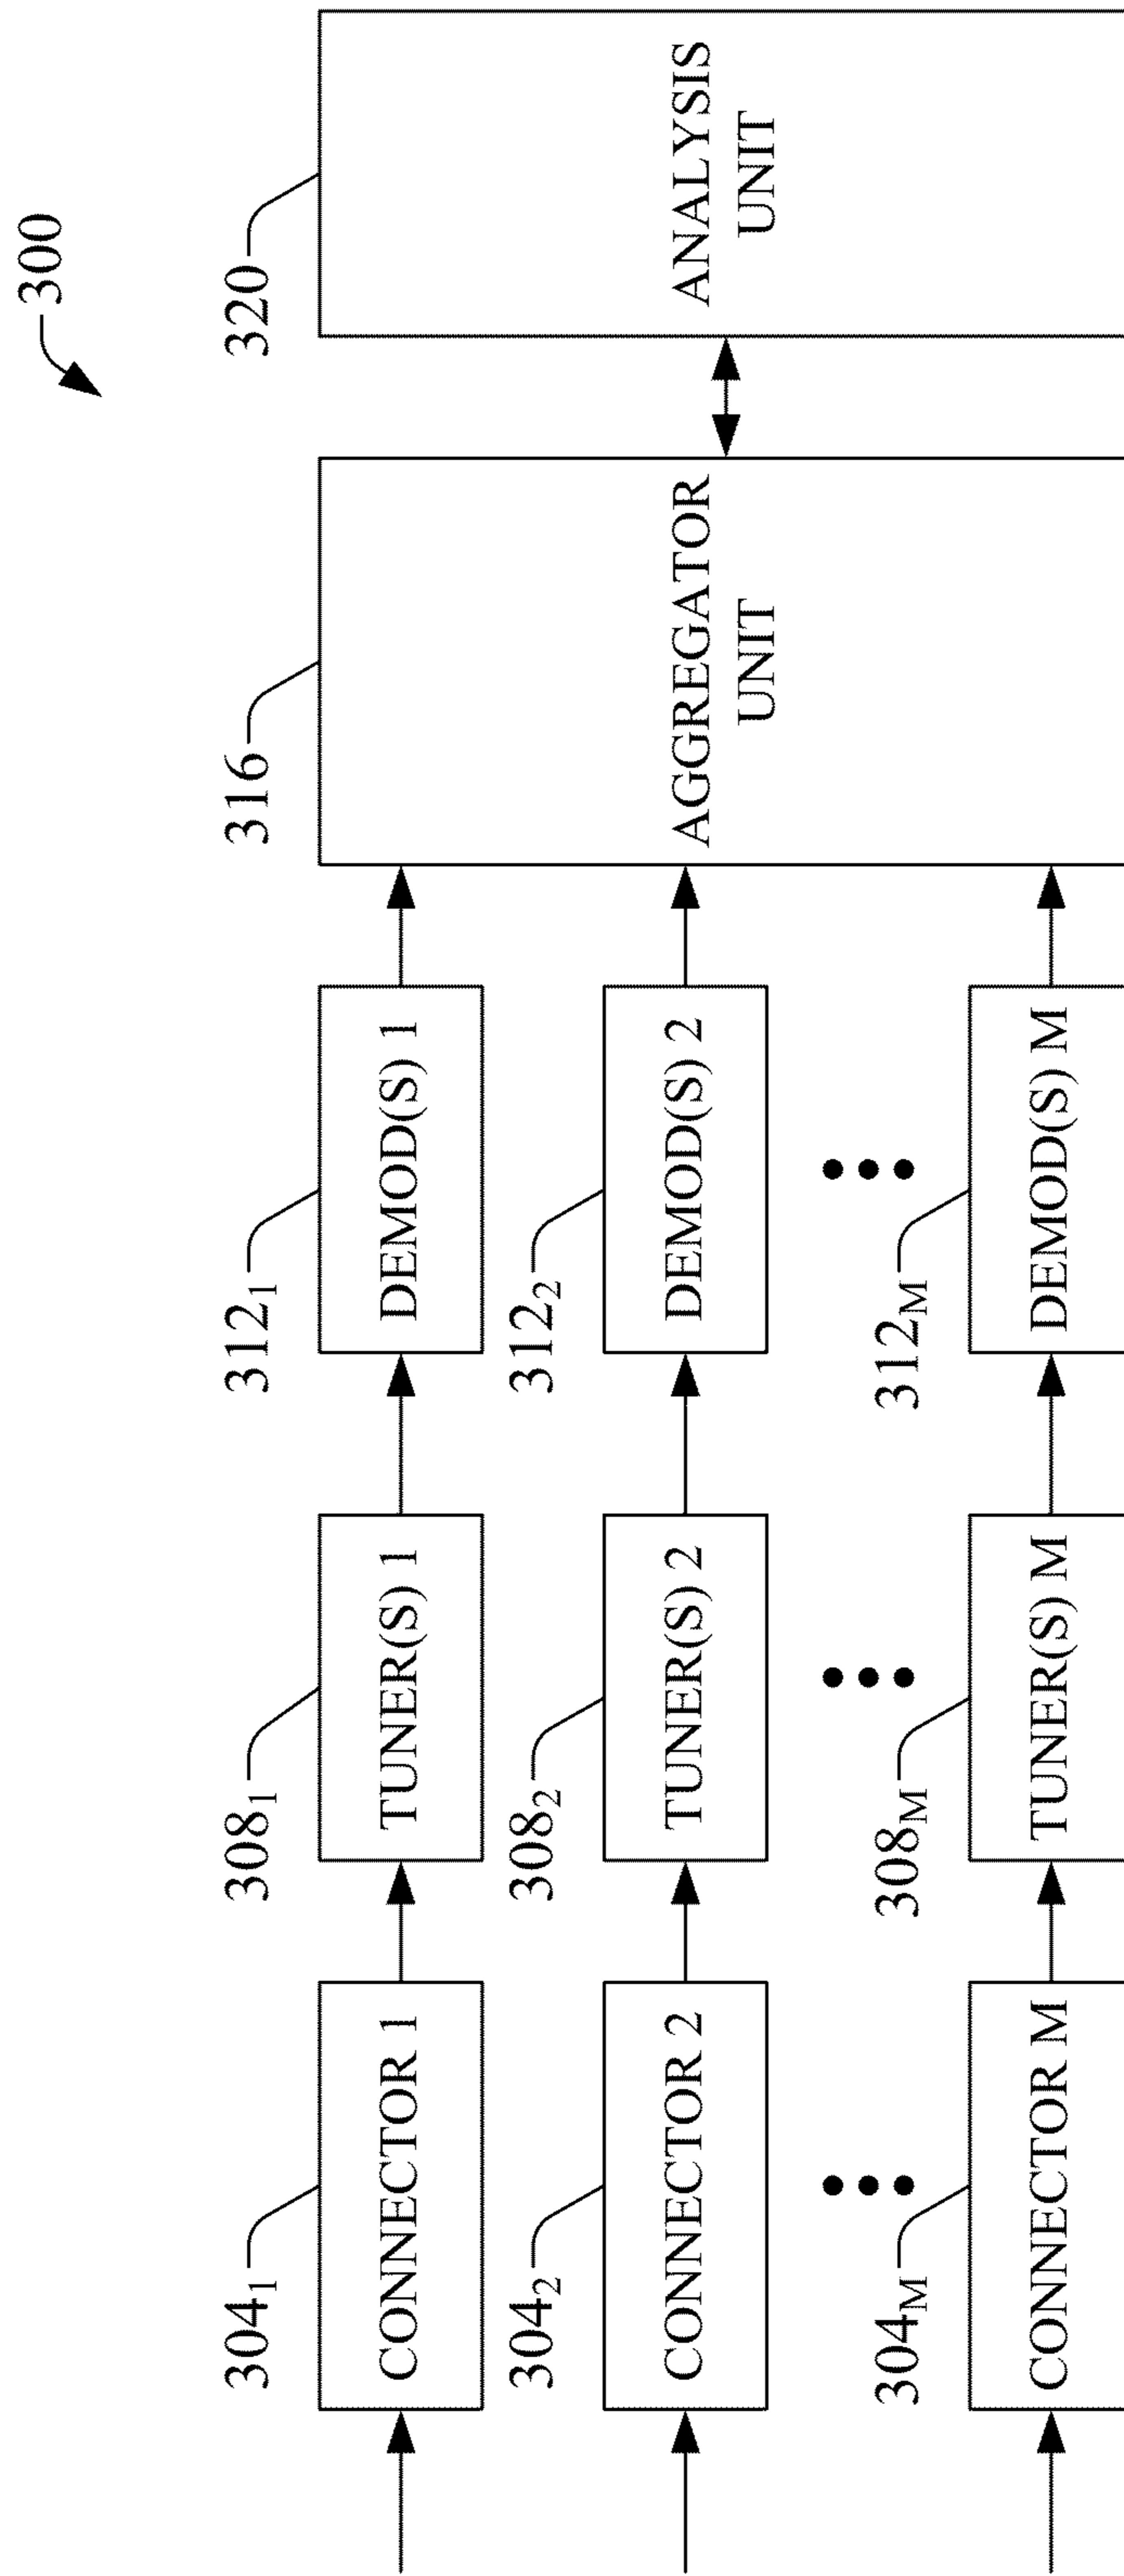 300
304₁
308₁
312₁
316
320
CONNECTOR 1
TUNER(S) 1
DEMOD(S) 1
AGGREGATOR
UNIT
ANALYSIS
UNIT
304₂
308₂
312₂
CONNECTOR 2
TUNER(S) 2
DEMOD(S) 2
304M
308M
312M
CONNECTOR M
TUNER(S) M
DEMOD(S) M